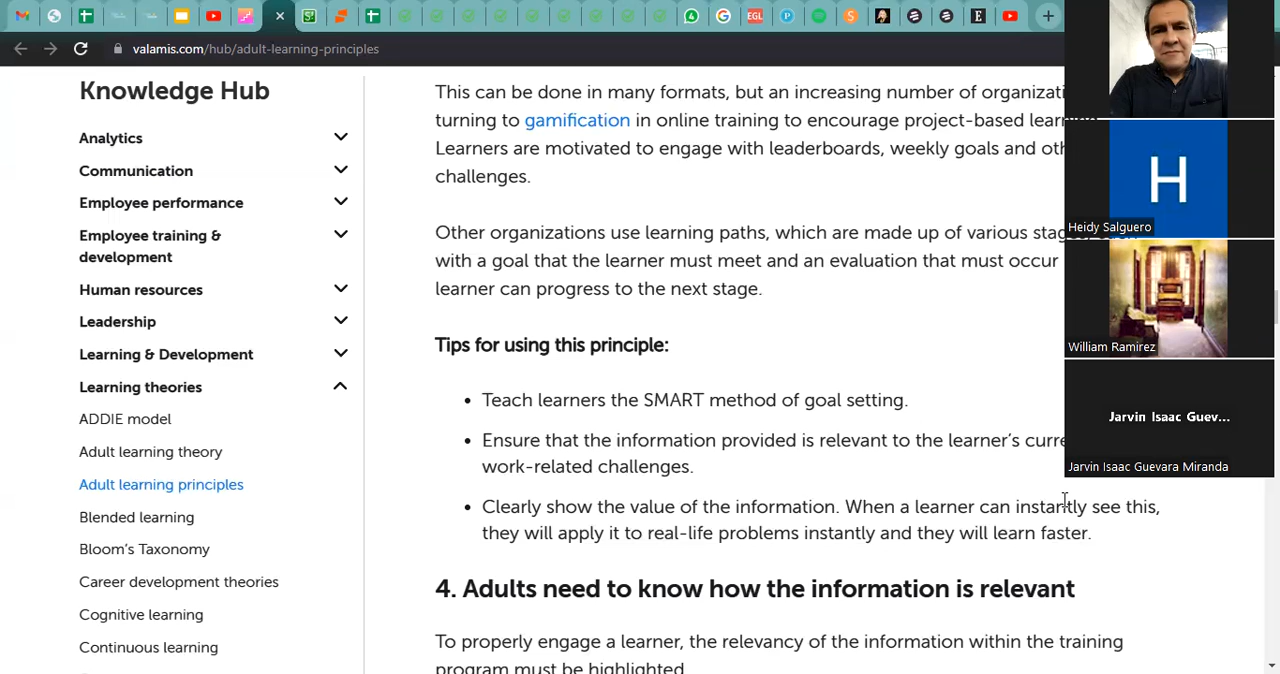 EGL
valamis.com/hub/adult-learning-principles
Knowledge Hub
Analytics
Communication
Employee performance
Employee training &
development
Human resources
Leadership
Learning & Development
Learning theories
ADDIE model
Adult learning theory
Adult learning principles
Blended learning
Bloom's Taxonomy
Career development theories
Cognitive learning
Continuous learning
This can be done in many formats, but an increasing number of
turning to gamification in online training to encourage project-based
Learners are motivated to engage with leaderboards, weekly goals and
challenges.
Other organizations use learning paths, which are made up of various
with a goal that the learner must meet and an evaluation that must occur
learner can progress to the next stage.
Tips for using this principle:
• Teach learners the SMART method of goal setting.
• Ensure that the information provided is relevant to the learner's
work-related challenges.
• Clearly show the value of the information. When a learner can instantly see this,
they will apply it to real-life problems instantly and they will learn faster.
4. Adults need to know how the information is relevant
To properly engage a learner, the relevancy of the information within the training
program must be highlighted.
H
Heidy Salguero
William Ramirez
Jarvin Isaac Guev...
Jarvin Isaac Guevara Miranda